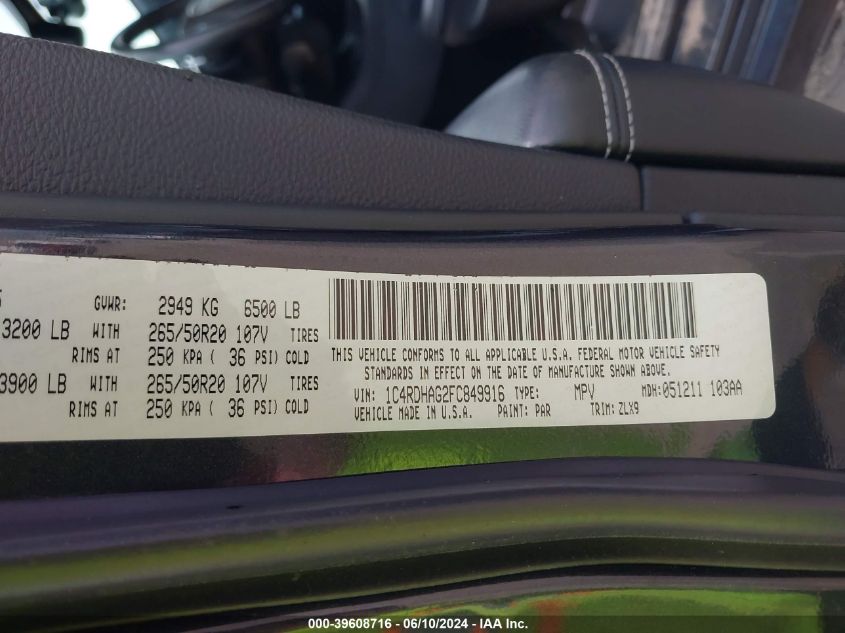 GVWR: 2949 KG 6500 LB
3200 LB WITH 265/50R20 107V TIRES
RIMS AT 250 KPA ( 36 PSI) COLD
3900 LB WITH 265/50R20 107V TIRES
RIMS AT 250 KPA ( 36 PSI) COLD
THIS VEHICLE CONFORMS TO ALL APPLICABLE U.S.A. FEDERAL MOTOR VEHICLE SAFETY
STANDARDS IN EFFECT ON THE DATE OF MANUFACTURE SHOWN ABOVE.
VIN: 1C4RDHAG2FC849916 TYPE: MPV MDH: 051211 103AA
VEHICLE MADE IN U.S.A. PAINT: PAR TRIM: ZLX9
000-39608716 - 06/10/2024 - IAA Inc.